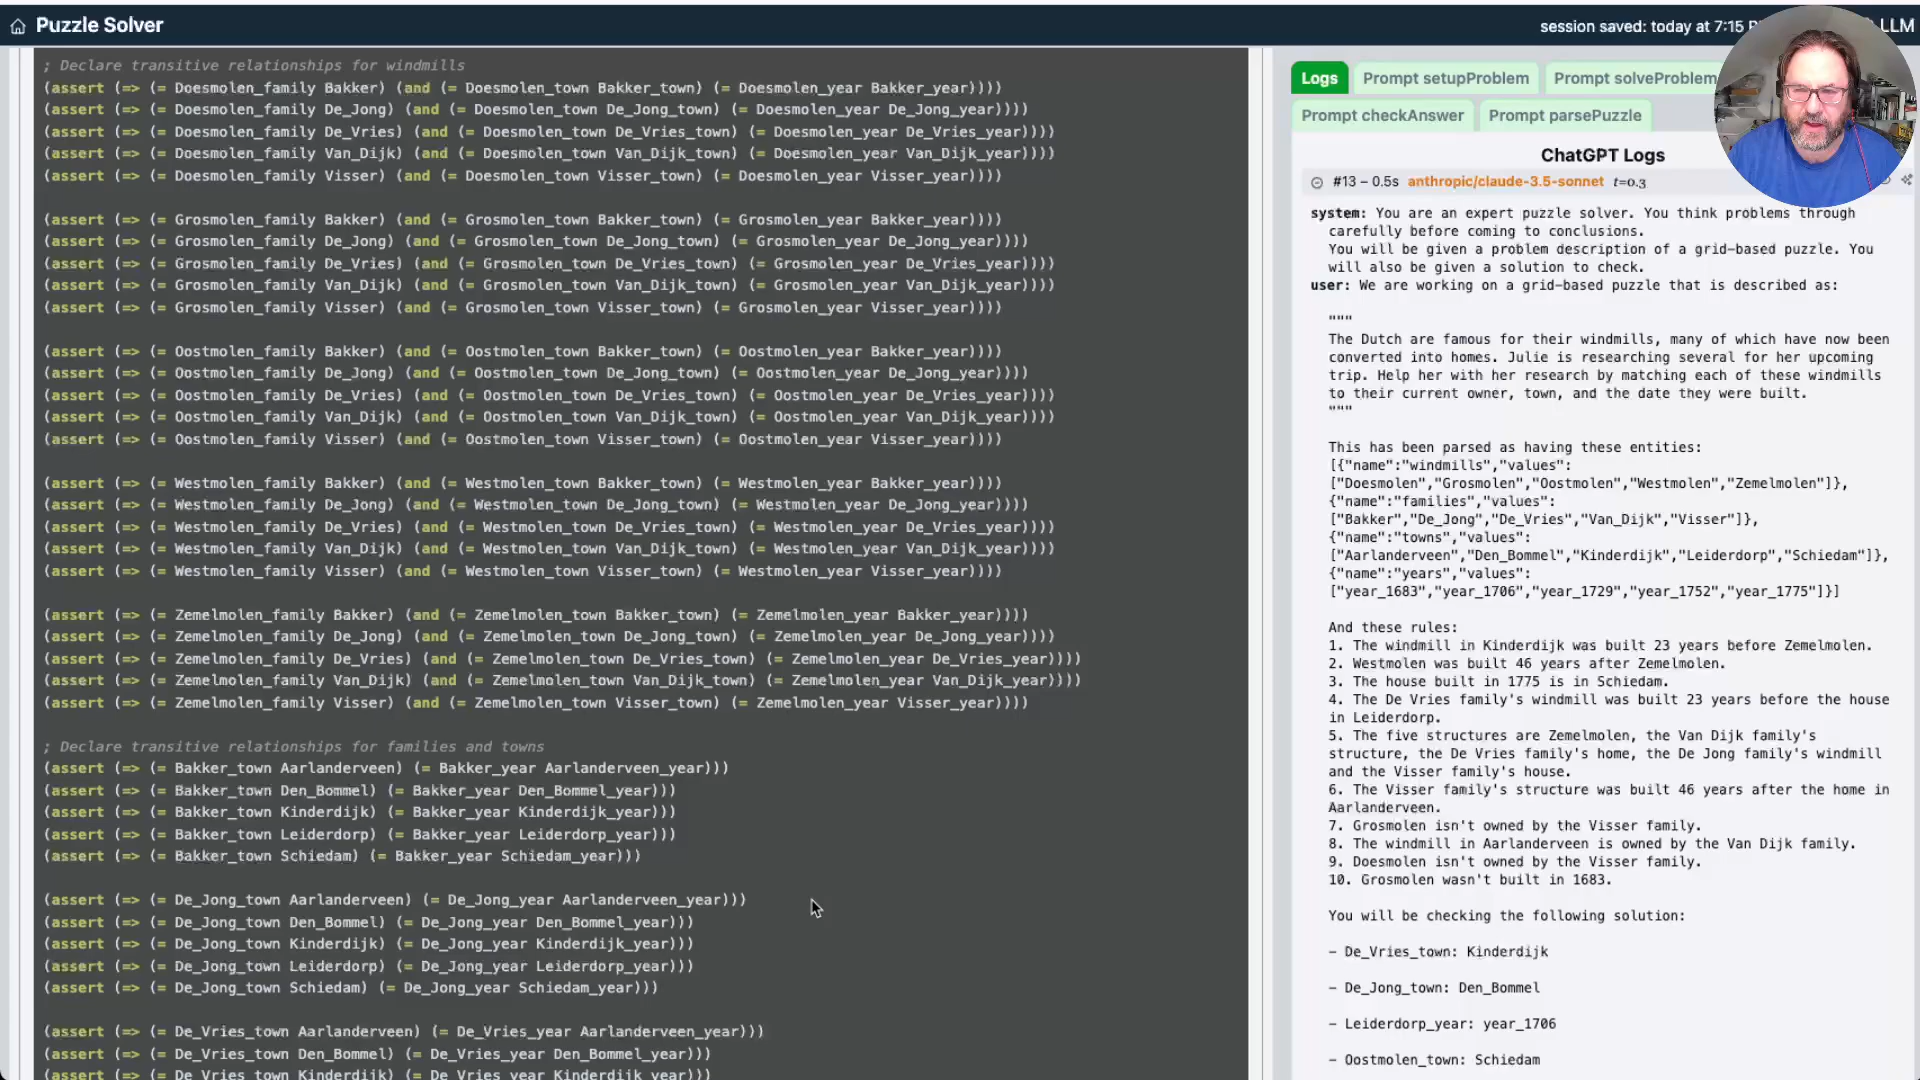 Puzzle Solver
session saved: today at 7:15
LLM
; Declare transitive relationships for windmills
(assert (=> (= Doesmolen_family Bakker) (and (= Doesmolen_town Bakker_town) (= Doesmolen_year Bakker_year))))
(assert (=> (= Doesmolen_family De_Jong) (and (= Doesmolen_town De_Jong_town) (= Doesmolen_year De_Jong_year))))
(assert (=> (= Doesmolen_family De_Vries) (and (= Doesmolen_town De_Vries_town) (= Doesmolen_year De_Vries_year))))
(assert (=> (= Doesmolen_family Van_Dijk) (and (= Doesmolen_town Van_Dijk_town) (= Doesmolen_year Van_Dijk_year))))
(assert (=> (= Doesmolen_family Visser) (and (= Doesmolen_town Visser_town) (= Doesmolen_year Visser_year))))
(assert (=> (= Grosmolen_family Bakker) (and (= Grosmolen_town Bakker_town) (= Grosmolen_year Bakker_year))))
(assert (=> (= Grosmolen_family De_Jong) (and (= Grosmolen_town De_Jong_town) (= Grosmolen_year De_Jong_year))))
(assert (=> (= Grosmolen_family De_Vries) (and (= Grosmolen_town De_Vries_town) (= Grosmolen_year De_Vries_year))))
(assert (=> (= Grosmolen_family Van_Dijk) (and (= Grosmolen_town Van_Dijk_town) (= Grosmolen_year Van_Dijk_year))))
(assert (=> (= Grosmolen_family Visser) (and (= Grosmolen_town Visser_town) (= Grosmolen_year Visser_year))))
(assert (=> (= Oostmolen_family Bakker) (and (= Oostmolen_town Bakker_town) (= Oostmolen_year Bakker_year))))
(assert (=> (= Oostmolen_family De_Jong) (and (= Oostmolen_town De_Jong_town) (= Oostmolen_year De_Jong_year))))
(assert (=> (= Oostmolen_family De_Vries) (and (= Oostmolen_town De_Vries_town) (= Oostmolen_year De_Vries_year))))
(assert (=> (= Oostmolen_family Van_Dijk) (and (= Oostmolen_town Van_Dijk_town) (= Oostmolen_year Van_Dijk_year))))
(assert (=> (= Oostmolen_family Visser) (and (= Oostmolen_town Visser_town) (= Oostmolen_year Visser_year))))
(assert (=> (= Westmolen_family Bakker) (and (= Westmolen_town Bakker_town) (= Westmolen_year Bakker_year))))
(assert (=> (= Westmolen_family De_Jong) (and (= Westmolen_town De_Jong_town) (= Westmolen_year De_Jong_year))))
(assert (=> (= Westmolen_family De_Vries) (and (= Westmolen_town De_Vries_town) (= Westmolen_year De_Vries_year))))
(assert (=> (= Westmolen_family Van_Dijk) (and (= Westmolen_town Van_Dijk_town) (= Westmolen_year Van_Dijk_year))))
(assert (=> (= Westmolen_family Visser) (and (= Westmolen_town Visser_town) (= Westmolen_year Visser_year))))
(assert (=> (= Zemelmolen_family Bakker) (and (= Zemelmolen_town Bakker_town) (= Zemelmolen_year Bakker_year))))
(assert (=> (= Zemelmolen_family De_Jong) (and (= Zemelmolen_town De_Jong_town) (= Zemelmolen_year De_Jong_year))))
(assert (=> (= Zemelmolen_family De_Vries) (and (= Zemelmolen_town De_Vries_town) (= Zemelmolen_year De_Vries_year))))
(assert (=> (= Zemelmolen_family Van_Dijk) (and (= Zemelmolen_town Van_Dijk_town) (= Zemelmolen_year Van_Dijk_year))))
(assert (=> (= Zemelmolen_family Visser) (and (= Zemelmolen_town Visser_town) (= Zemelmolen_year Visser_year))))
; Declare transitive relationships for families and towns
(assert (=> (= Bakker_town Aarlanderveen) (= Bakker_year Aarlanderveen_year)))
(assert (=> (= Bakker_town Den_Bommel) (= Bakker_year Den_Bommel_year)))
(assert (=> (= Bakker_town Kinderdijk) (= Bakker_year Kinderdijk_year)))
(assert (=> (= Bakker_town Leiderdorp) (= Bakker_year Leiderdorp_year)))
(assert (=> (= Bakker_town Schiedam) (= Bakker_year Schiedam_year)))
(assert (=> (= De_Jong_town Aarlanderveen) (= De_Jong_year Aarlanderveen_year)))
(assert (=> (= De_Jong_town Den_Bommel) (= De_Jong_year Den_Bommel_year)))
(assert (=> (= De_Jong_town Kinderdijk) (= De_Jong_year Kinderdijk_year)))
(assert (=> (= De_Jong_town Leiderdorp) (= De_Jong_year Leiderdorp_year)))
(assert (=> (= De_Jong_town Schiedam) (= De_Jong_year Schiedam_year)))
(assert (=> (= De_Vries_town Aarlanderveen) (= De_Vries_year Aarlanderveen_year)))
(assert (=> (= De_Vries_town Den_Bommel) (= De_Vries_year Den_Bommel_year)))
(assert (=> (= De_Vries_town Kinderdijk) (= De_Vries_year Kinderdijk_year)))
Logs
Prompt setupProblem
Prompt solveProblem
Prompt checkAnswer
Prompt parsePuzzle
ChatGPT Logs
#13 – 0.5s anthropic/claude-3.5-sonnet t=0.3
system: You are an expert puzzle solver. You think problems through
carefully before coming to conclusions.
You will be given a problem description of a grid-based puzzle. You
will also be given a solution to check.
user: We are working on a grid-based puzzle that is described as:
"""
The Dutch are famous for their windmills, many of which have now been
converted into homes. Julie is researching several for her upcoming
trip. Help her with her research by matching each of these windmills
to their current owner, town, and the date they were built.
"""
This has been parsed as having these entities:
[{"name":"windmills","values":
["Doesmolen","Grosmolen","Oostmolen","Westmolen","Zemelmolen"]},
{"name":"families","values":
["Bakker","De_Jong","De_Vries","Van_Dijk","Visser"]},
{"name":"towns","values":
["Aarlanderveen","Den_Bommel","Kinderdijk","Leiderdorp","Schiedam"]},
{"name":"years","values":
["year_1683","year_1706","year_1729","year_1752","year_1775"]}]
And these rules:
1. The windmill in Kinderdijk was built 23 years before Zemelmolen.
2. Westmolen was built 46 years after Zemelmolen.
3. The house built in 1775 is in Schiedam.
4. The De Vries family's windmill was built 23 years before the house
in Leiderdorp.
5. The five structures are Zemelmolen, the Van Dijk family's
structure, the De Vries family's home, the De Jong family's windmill
and the Visser family's house.
6. The Visser family's structure was built 46 years after the home in
Aarlanderveen.
7. Grosmolen isn't owned by the Visser family.
8. The windmill in Aarlanderveen is owned by the Van Dijk family.
9. Doesmolen isn't owned by the Visser family.
10. Grosmolen wasn't built in 1683.
You will be checking the following solution:
– De_Vries_town: Kinderdijk
– De_Jong_town: Den_Bommel
– Leiderdorp_year: year_1706
– Oostmolen_town: Schiedam